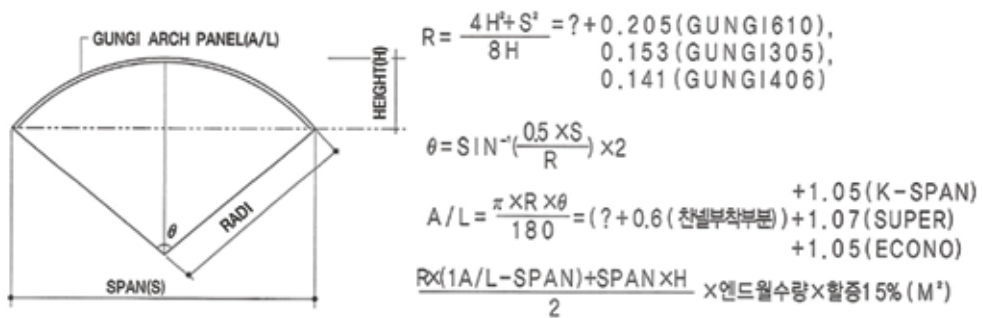 GUNGI ARCH PANEL(A/L)
HEIGHT(H)
θ
RADI
SPAN(S)
R = (4H²+S²)/(8H) = ?+0.205(GUNGI610),
0.153(GUNGI305),
0.141(GUNGI406)
θ=SIN⁻¹(0.5×S/R)×2
+1.05(K-SPAN)
A/L = (π×R×θ)/180 = (?+0.6(찬넬부착부분))+1.07(SUPER)
+1.05(ECONO)
(R×(1A/L-SPAN)+SPAN×H)/2 ×엔드월수량×할증15%(M²)